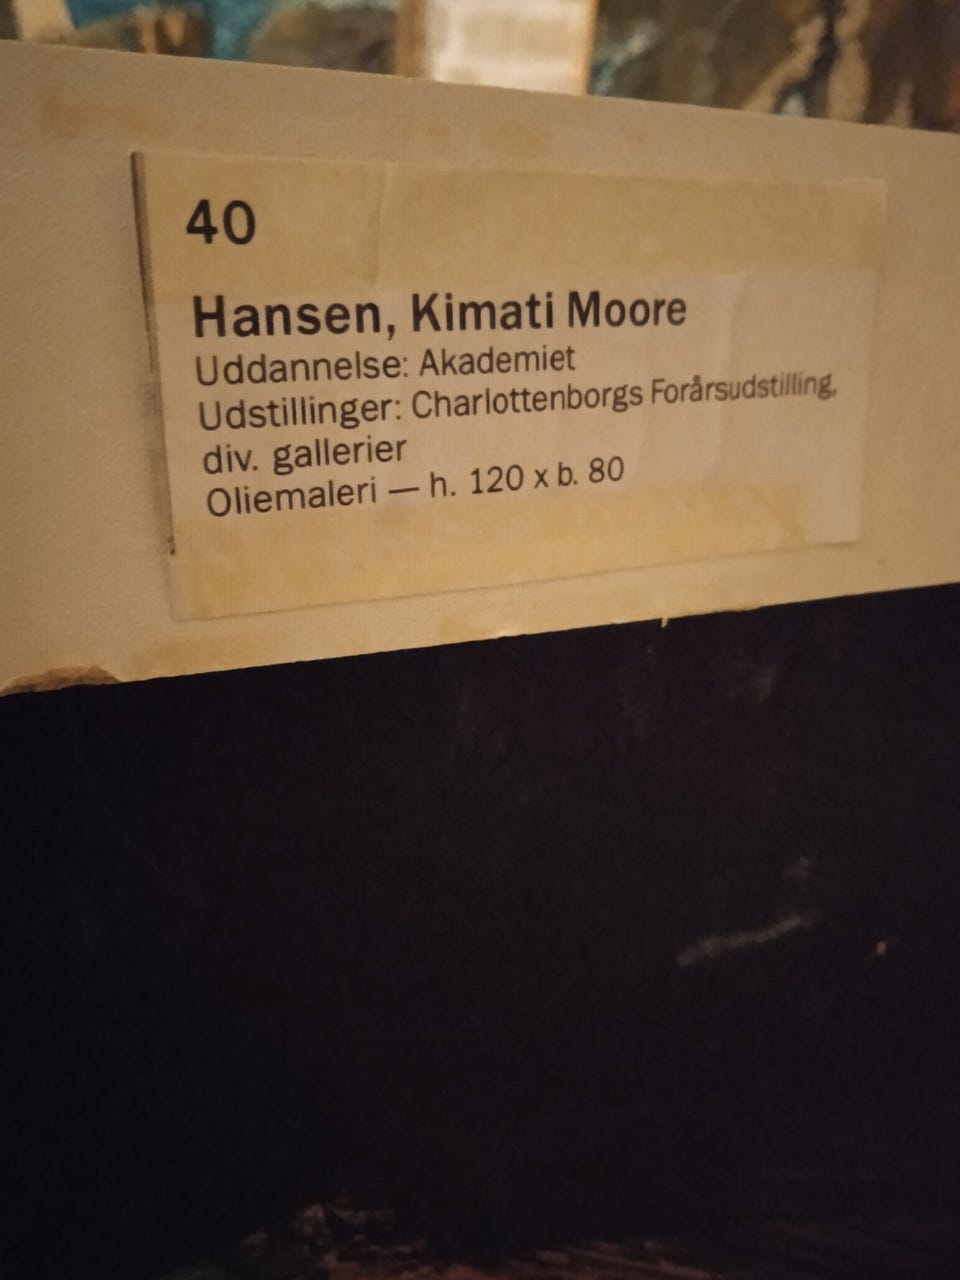 40
Hansen, Kimati Moore
Uddannelse: Akademiet
Udstillinger: Charlottenborgs Forårsudstilling,
div. gallerier
Oliemaleri — h. 120 x b. 80